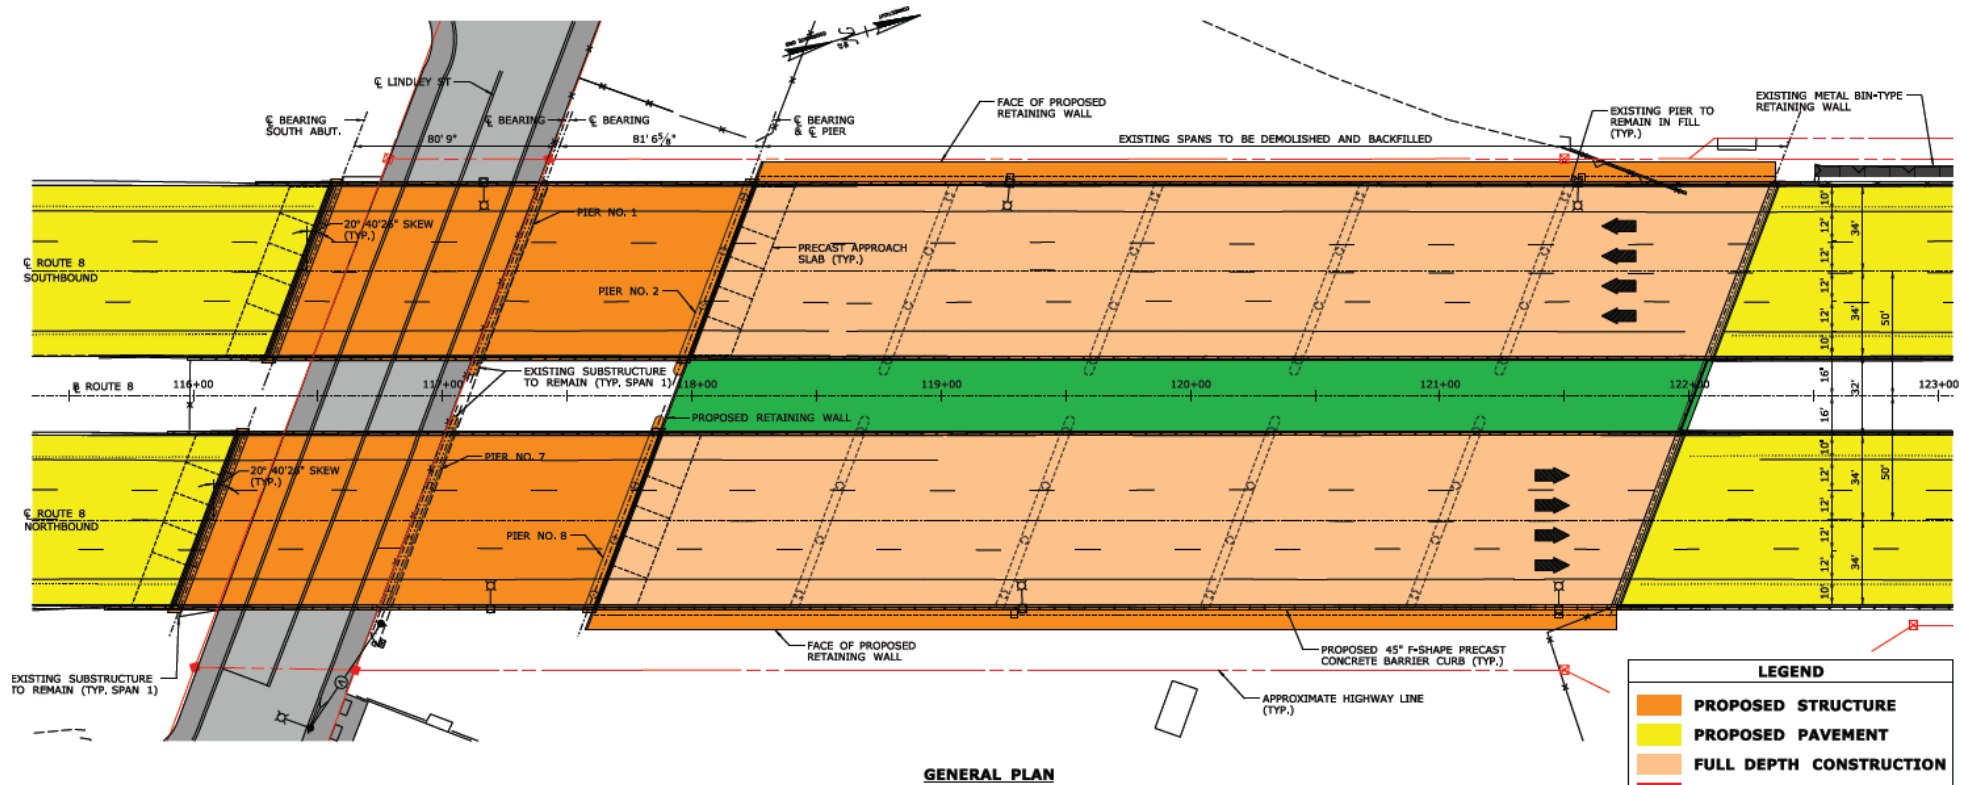 ℄ LINDLEY ST
℄ BEARING
SOUTH ABUT.
℄ BEARING
℄ BEARING
℄ BEARING
& ℄ PIER
80' 9"
81' 6⅝"
FACE OF PROPOSED
RETAINING WALL
EXISTING SPANS TO BE DEMOLISHED AND BACKFILLED
EXISTING PIER TO
REMAIN IN FILL
(TYP.)
EXISTING METAL BIN-TYPE
RETAINING WALL
20° 40'26" SKEW
(TYP.)
PIER NO. 1
PRECAST APPROACH
SLAB (TYP.)
℄ ROUTE 8
SOUTHBOUND
PIER NO. 2
10'
12'
12'
12'
12'
10'
34'
34'
50'
EXISTING SUBSTRUCTURE
TO REMAIN (TYP. SPAN 1)
ROUTE 8
116+00
117+00
118+00
119+00
120+00
121+00
122+00
123+00
16'
16'
32'
PROPOSED RETAINING WALL
PIER NO. 7
20° 40'26" SKEW
(TYP.)
℄ ROUTE 8
NORTHBOUND
PIER NO. 8
10'
12'
12'
12'
12'
10'
34'
34'
50'
FACE OF PROPOSED
RETAINING WALL
PROPOSED 45" F-SHAPE PRECAST
CONCRETE BARRIER CURB (TYP.)
EXISTING SUBSTRUCTURE
TO REMAIN (TYP. SPAN 1)
APPROXIMATE HIGHWAY LINE
(TYP.)
GENERAL PLAN
LEGEND
PROPOSED STRUCTURE
PROPOSED PAVEMENT
FULL DEPTH CONSTRUCTION